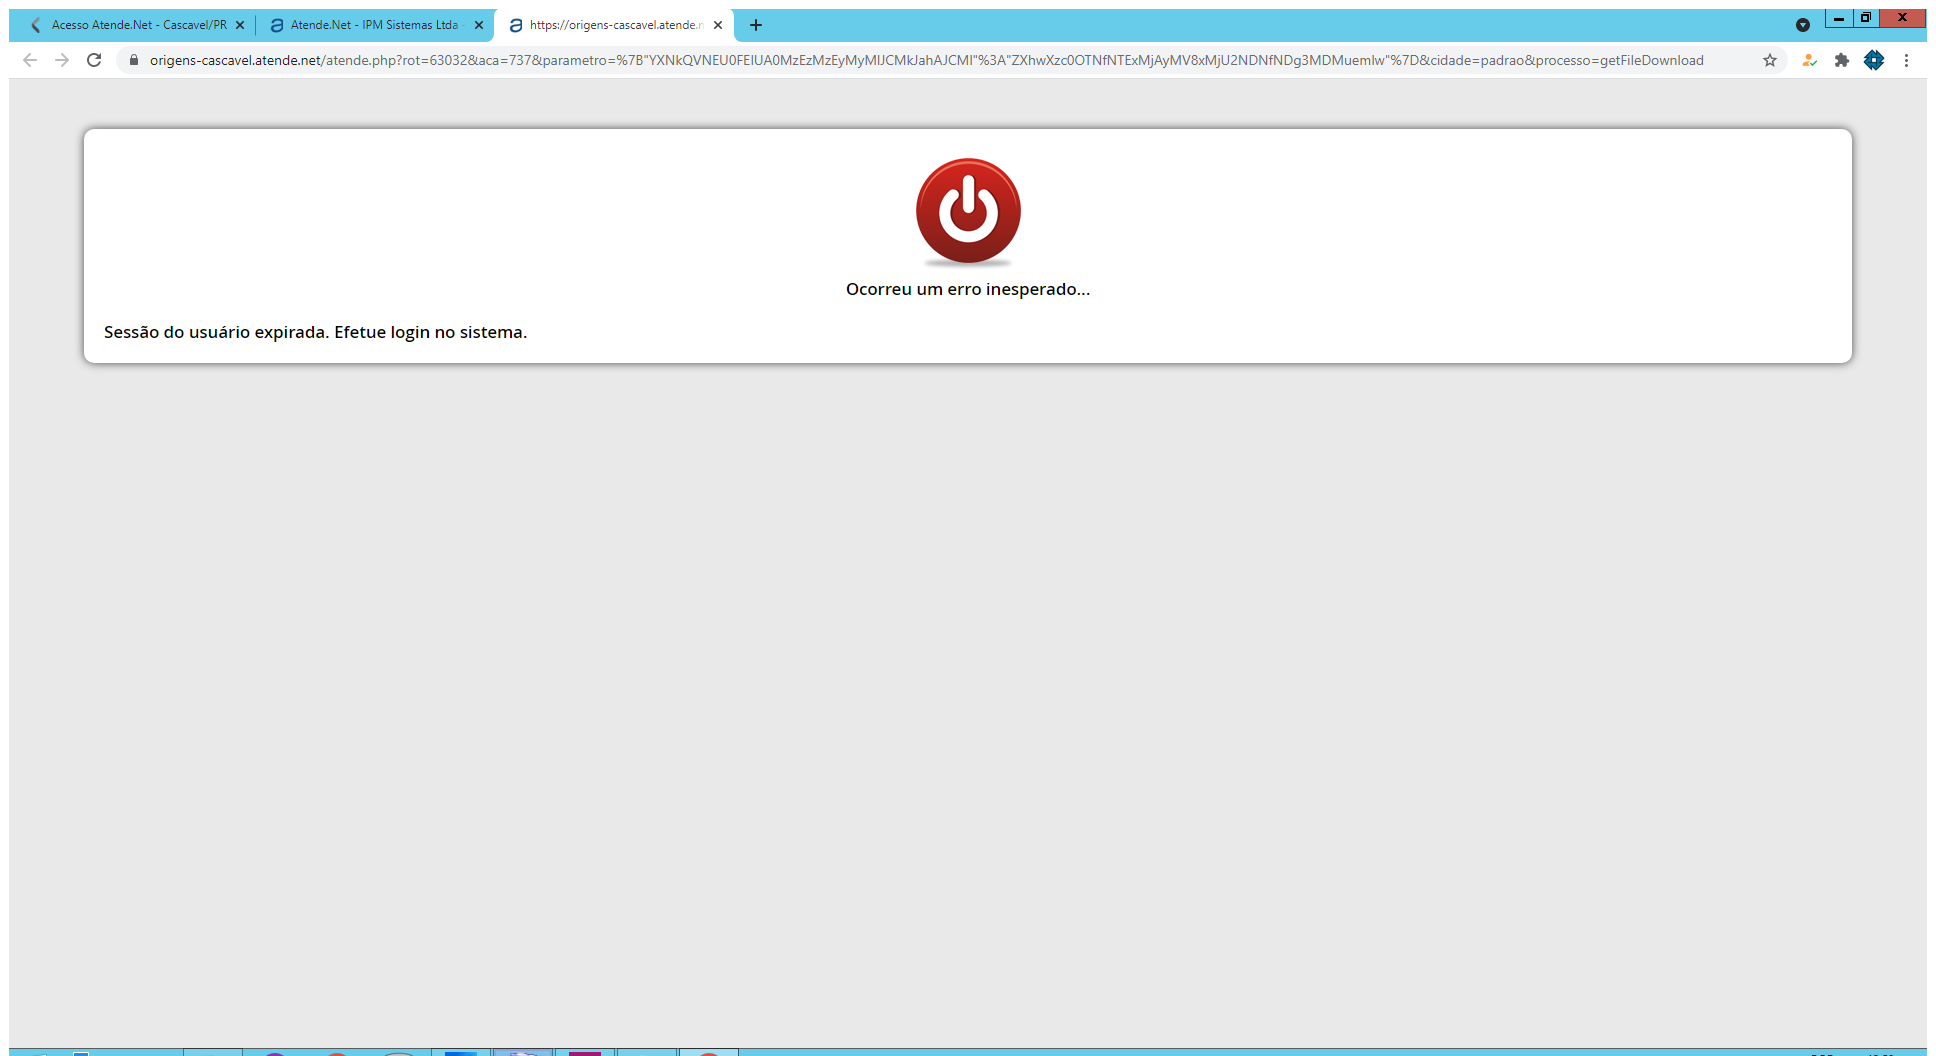 Acesso Atende.Net - Cascavel/PR
Atende.Net - IPM Sistemas Ltda -
https://origens-cascavel.atende.n
origens-cascavel.atende.net/atende.php?rot=63032&aca=737&parametro=%7B"YXNkQVNEU0FEIUA0MzEzMzEyMyMIJCMkJahAJCMI"%3A"ZXhwXzc0OTNfNTExMjAyMV8xMjU2NDNfNDg3MDMuemlw"%7D&cidade=padrao&processo=getFileDownload
Ocorreu um erro inesperado...
Sessão do usuário expirada. Efetue login no sistema.